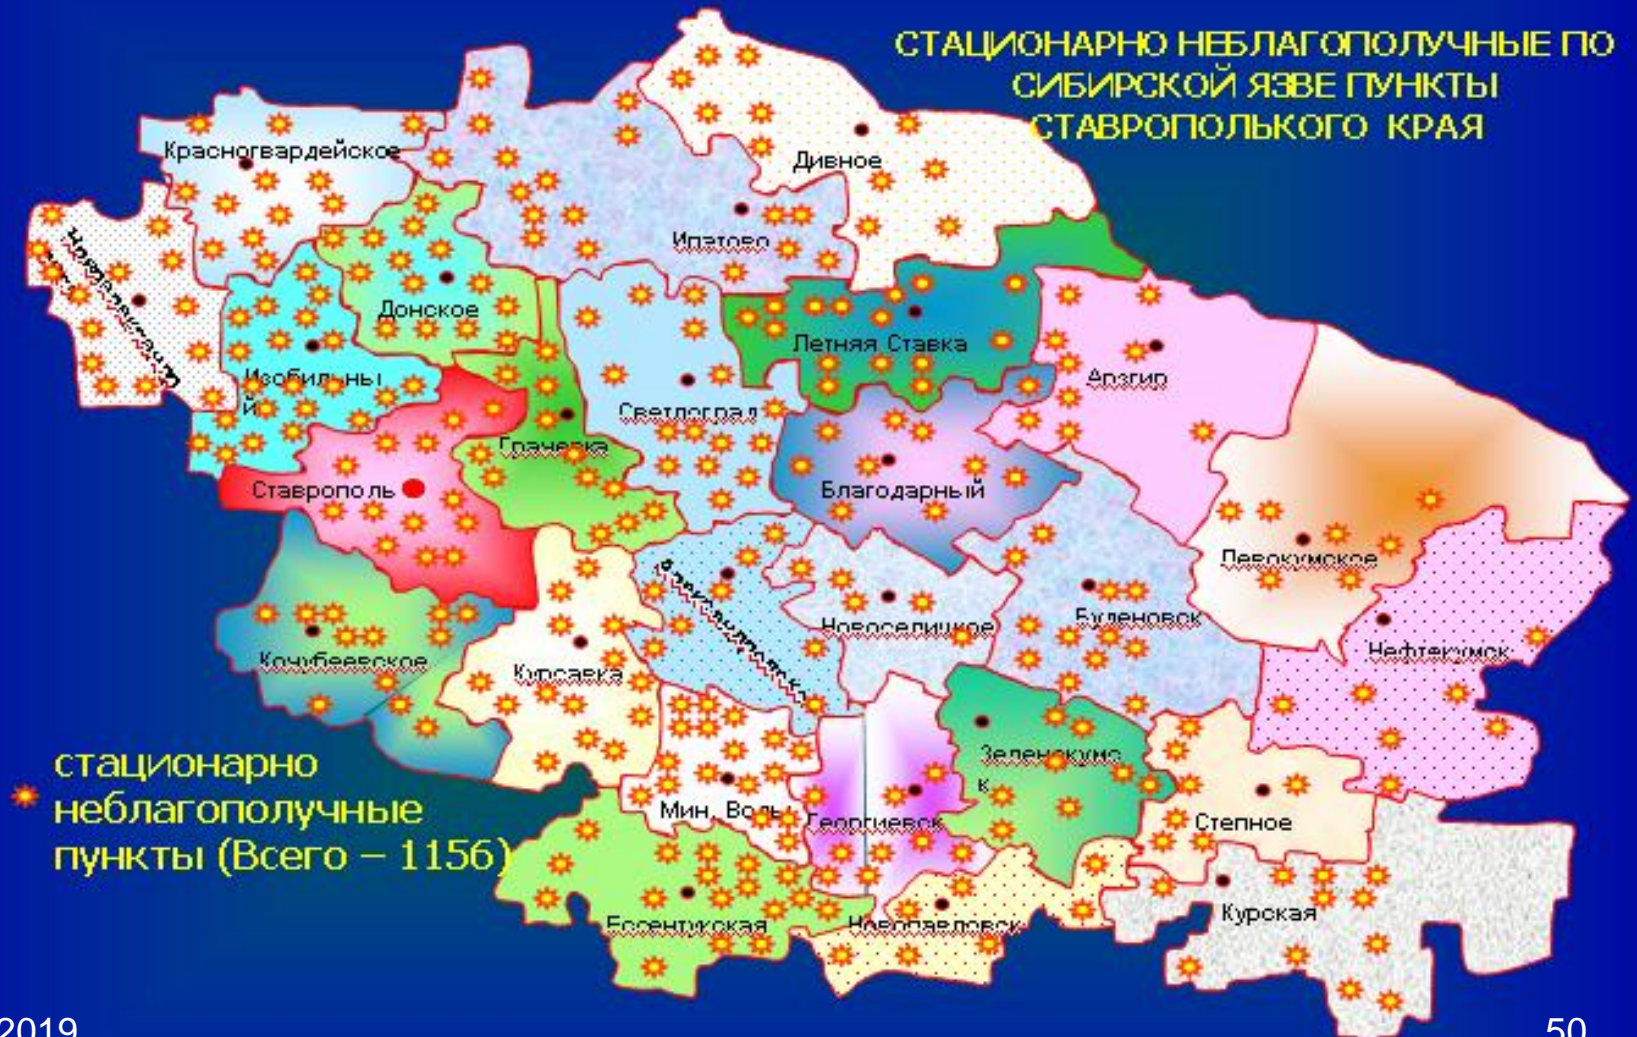 СТАЦИОНАРНО НЕБЛАГОПОЛУЧНЫЕ ПО
СИБИРСКОЙ ЯЗВЕ ПУНКТЫ
СТАВРОПОЛЬКОГО КРАЯ
Красногвардейское
Дивное
Ипатово
Донское
Летняя Ставка
Изобильны
й
Арзгир
Светлоград
Грачевка
Ставрополь
Благодарный
Левокумское
Новоселицкое
Буденовск
Нефтекумск
Кочубеевское
Курсавка
Зеленокумс
к
стационарно
неблагополучные
пункты (Всего – 1156)
Мин. Воды
Георгиевск
Степное
Ессентукская
Новопавловск
Курская
2019
50